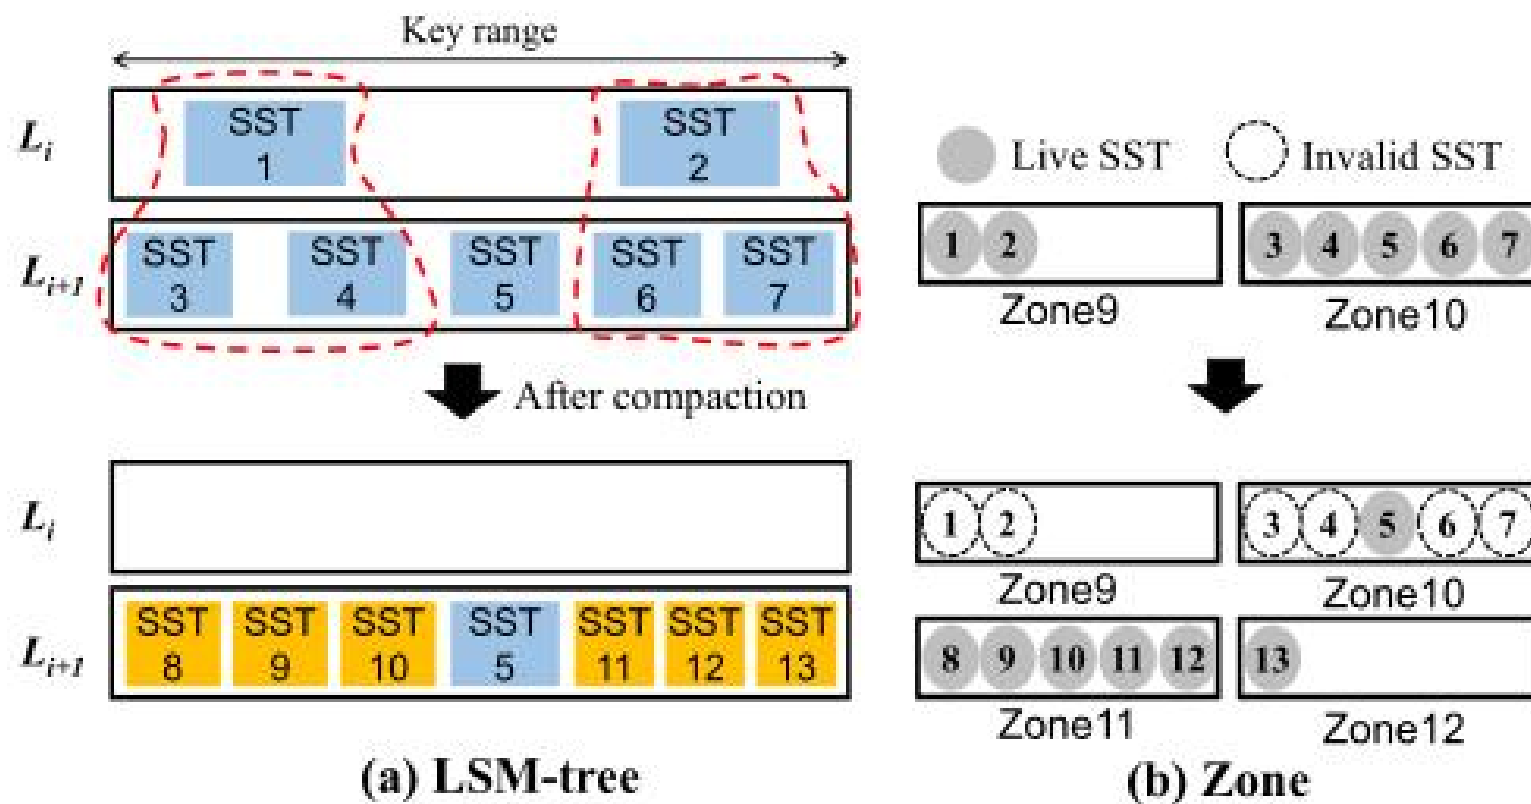 Key range
L_i
SST 1
SST 2
L_{i+1}
SST 3
SST 4
SST 5
SST 6
SST 7
After compaction
L_i
L_{i+1}
SST 8
SST 9
SST 10
SST 5
SST 11
SST 12
SST 13
(a) LSM-tree
Live SST
Invalid SST
1 2
3 4 5 6 7
Zone9
Zone10
1 2
3 4 5 6 7
Zone9
Zone10
8 9 10 11 12
13
Zone11
Zone12
(b) Zone